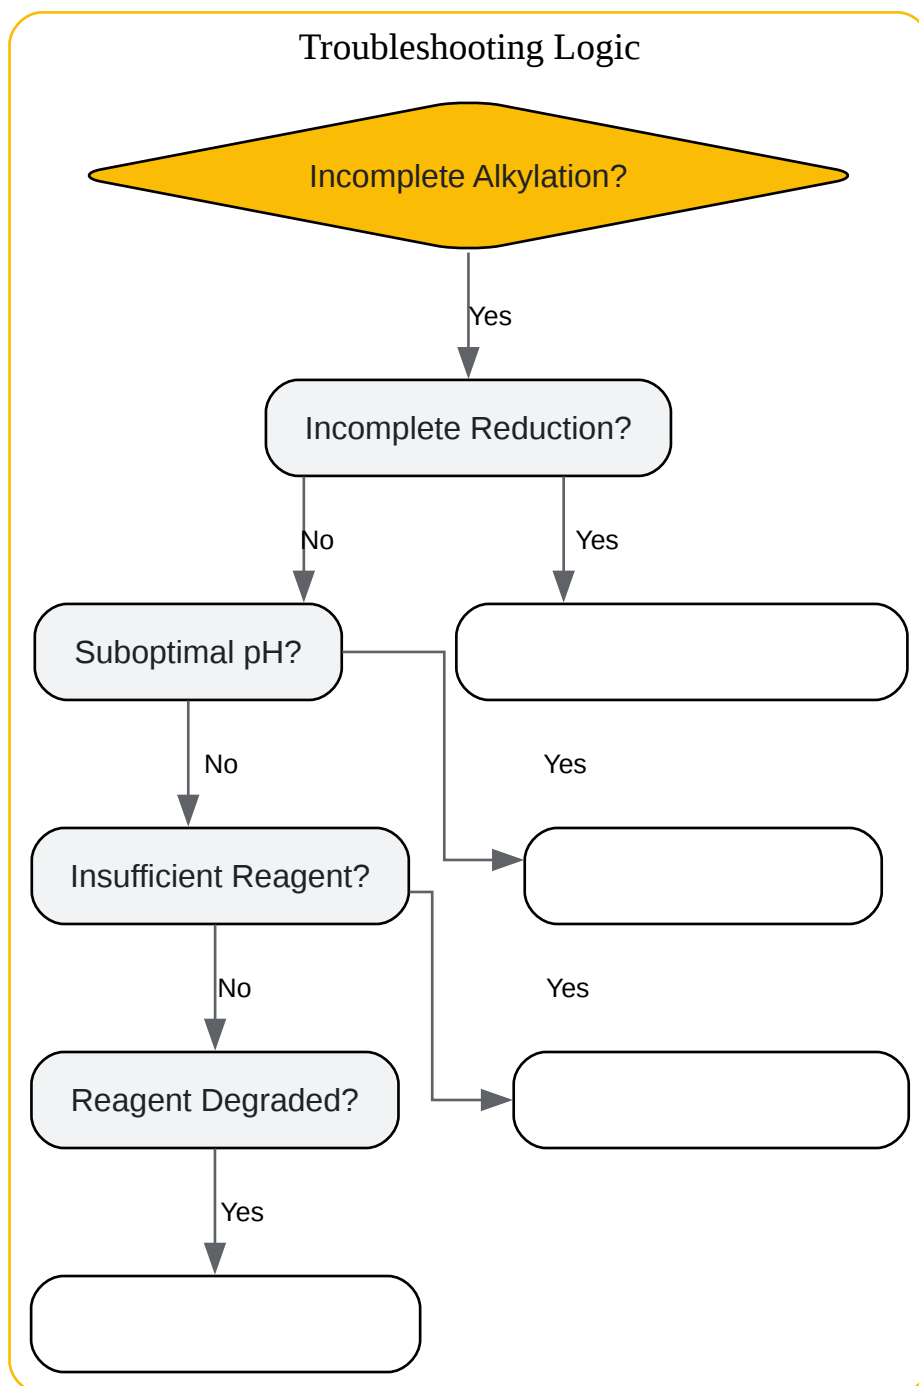 Troubleshooting Logic
Incomplete Alkylation?
Yes
Incomplete Reduction?
No
Yes
Suboptimal pH?
No
Yes
Insufficient Reagent?
No
Yes
Reagent Degraded?
Yes